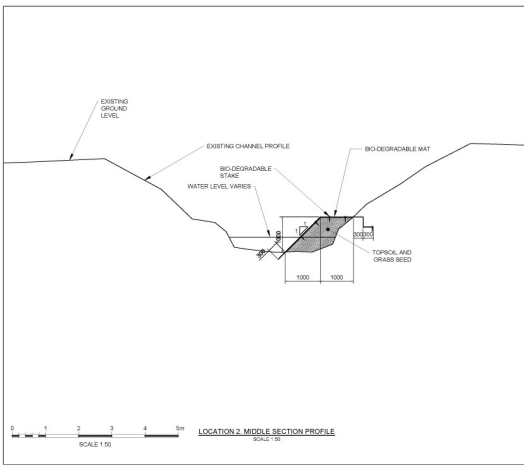 EXISTING
GROUND
LEVEL
EXISTING CHANNEL PROFILE
BIO-DEGRADABLE MAT
BIO-DEGRADABLE
STAKE
WATER LEVEL VARIES
1
1
1000
300
300 300
TOPSOIL AND
GRASS SEED
1000 1000
0 1 2 3 4 5m
SCALE 1:50
LOCATION 2. MIDDLE SECTION PROFILE
SCALE 1:50